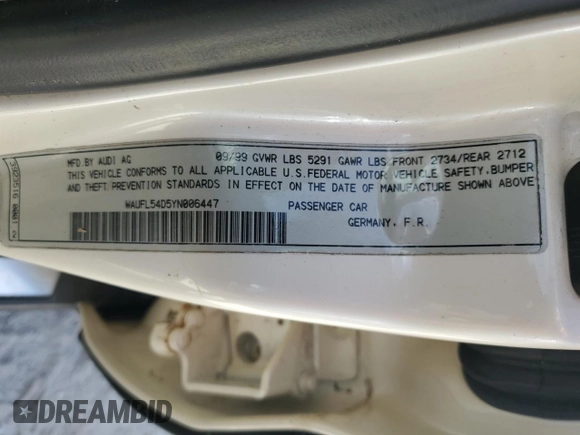 MFD BY AUDI AG 09/99 GVWR LBS 5291 GAWR LBS FRONT 2734/REAR 2712
THIS VEHICLE CONFORMS TO ALL APPLICABLE U.S.FEDERAL MOTOR VEHICLE SAFETY.BUMPER
AND THEFT PREVENTION STANDARDS IN EFFECT ON THE DATE OF MANUFACTURE SHOWN ABOVE
WAUFL54D5YN006447 PASSENGER CAR
GERMANY, F.R.
DREAMBID